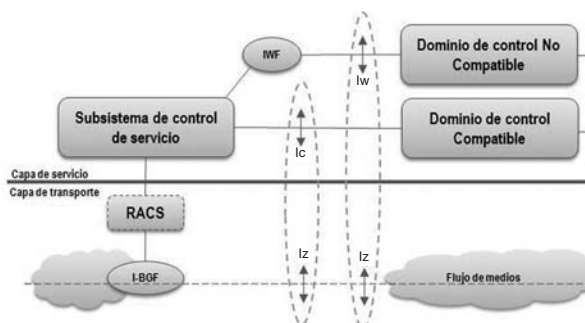 IWF
Dominio de control No
Compatible
Iw
Subsistema de control
de servicio
Dominio de control
Compatible
Ic
Capa de servicio
Capa de transporte
RACS
Iz
Iz
I-BGF
Flujo de medios